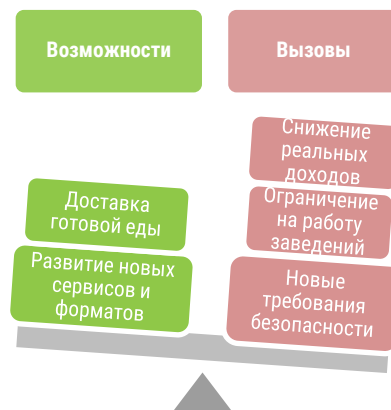 Возможности
Вызовы
Снижение
реальных
доходов
Доставка
готовой еды
Ограничение
на работу
заведений
Развитие новых
сервисов и
форматов
Новые
требования
безопасности